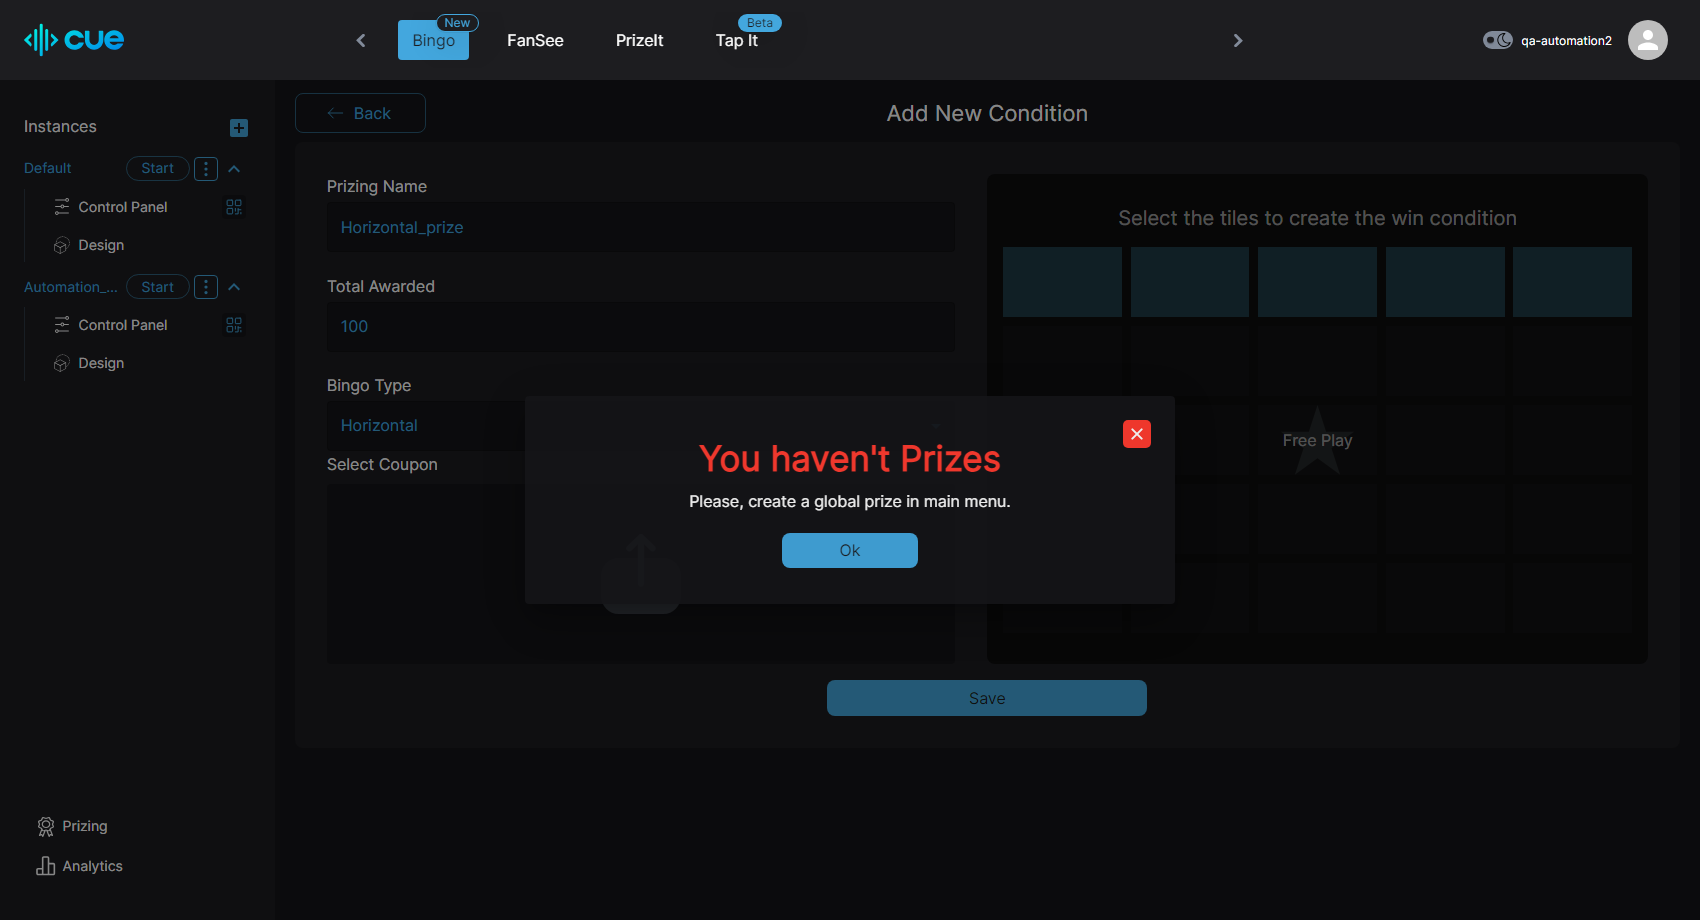 cue
Bingo
New
FanSee
PrizeIt
Tap It
Beta
qa-automation2
Instances
Default
Start
Control Panel
Design
Automation_...
Start
Control Panel
Design
Prizing
Analytics
Back
Add New Condition
Prizing Name
Horizontal_prize
Total Awarded
100
Bingo Type
Horizontal
Select Coupon
Select the tiles to create the win condition
Free Play
You haven't Prizes
Please, create a global prize in main menu.
Ok
Save